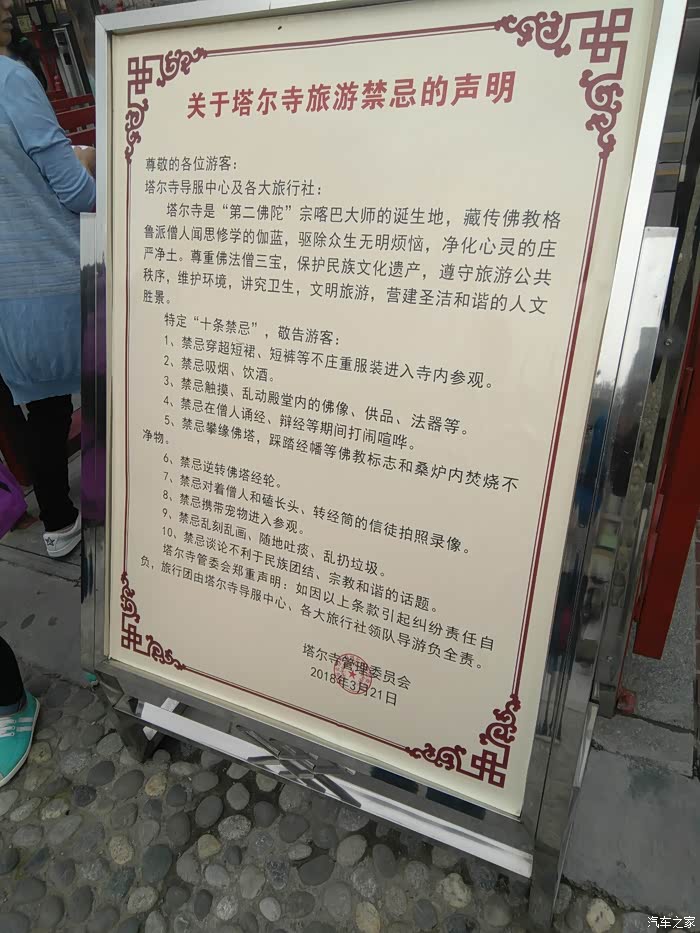 关于塔尔寺旅游禁忌的声明
尊敬的各位游客：
塔尔寺导服中心及各大旅行社：
塔尔寺是“第二佛陀”宗喀巴大师的诞生地，藏传佛教格
鲁派僧人闻思修学的伽蓝，驱除众生无明烦恼，净化心灵的庄
严净土。尊重佛法僧三宝，保护民族文化遗产，遵守旅游公共
秩序，维护环境，讲究卫生，文明旅游，营建圣洁和谐的人文
胜景。
特定“十条禁忌”，敬告游客：
1、禁忌穿超短裙、短裤等不庄重服装进入寺内参观。
2、禁忌吸烟、饮酒。
3、禁忌触摸、乱动殿堂内的佛像、供品、法器等。
4、禁忌在僧人诵经、辩经等期间打闹喧哗。
5、禁忌攀缘佛塔，踩踏经幡等佛教标志和桑炉内焚烧不
净物。
6、禁忌逆转佛塔经轮。
7、禁忌对着僧人和磕长头、转经筒的信徒拍照录像。
8、禁忌携带宠物进入参观。
9、禁忌乱刻乱画、随地吐痰、乱扔垃圾。
10、禁忌谈论不利于民族团结、宗教和谐的话题。
塔尔寺管委会郑重声明：如因以上条款引起纠纷责任自
负，旅行团由塔尔寺导服中心、各大旅行社领队导游负全责。
塔尔寺管理委员会
2018年3月21日
汽车之家